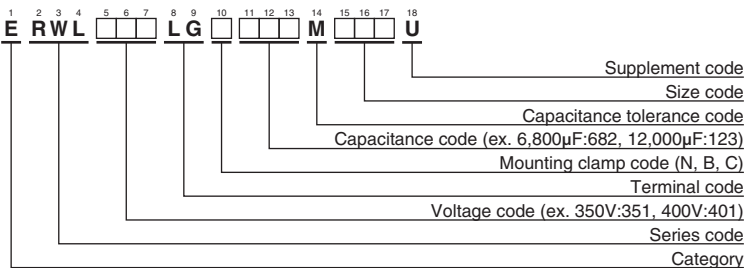 1 2 3 4 5 6 7 8 9 10 11 12 13 14 15 16 17 18
E RWL LG M U
Supplement code
Size code
Capacitance tolerance code
Capacitance code (ex. 6,800μF:682, 12,000μF:123)
Mounting clamp code (N, B, C)
Terminal code
Voltage code (ex. 350V:351, 400V:401)
Series code
Category